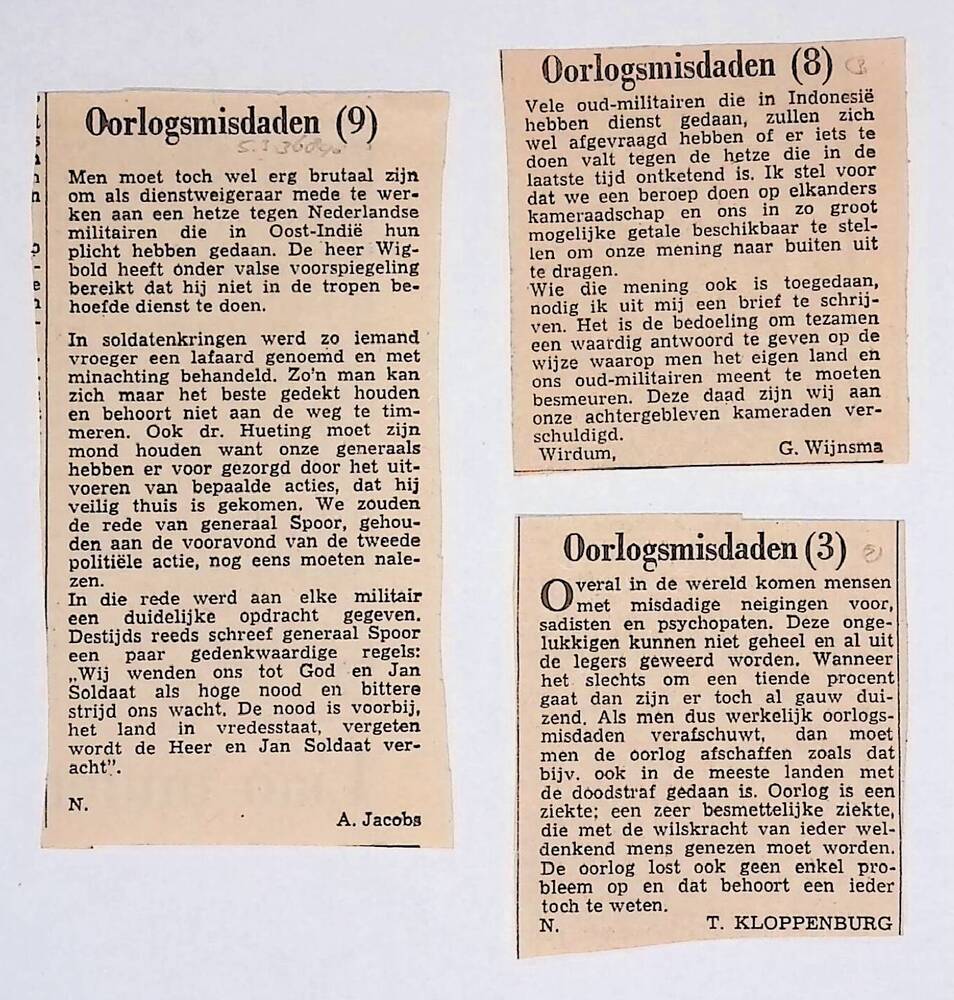 Oorlogsmisdaden (9)
Men moet toch wel erg brutaal zijn
om als dienstweigeraar mede te wer-
ken aan een hetze tegen Nederlandse
militairen die in Oost-Indië hun
plicht hebben gedaan. De heer Wig-
bold heeft onder valse voorspiegeling
bereikt dat hij niet in de tropen be-
hoefde dienst te doen.
In soldatenkringen werd zo iemand
vroeger een lafaard genoemd en met
minachting behandeld. Zo'n man kan
zich maar het beste gedekt houden
en behoort niet aan de weg te tim-
meren. Ook dr. Hueting moet zijn
mond houden want onze generaals
hebben er voor gezorgd door het uit-
voeren van bepaalde acties, dat hij
veilig thuis is gekomen. We zouden
de rede van generaal Spoor, gehou-
den aan de vooravond van de tweede
politiële actie, nog eens moeten nale-
zen.
In die rede werd aan elke militair
een duidelijke opdracht gegeven.
Destijds reeds schreef generaal Spoor
een paar gedenkwaardige regels:
„Wij wenden ons tot God en Jan
Soldaat als hoge nood en bittere
strijd ons wacht. De nood is voorbij,
het land in vredesstaat, vergeten
wordt de Heer en Jan Soldaat ver-
acht”.
N.
A. Jacobs
Oorlogsmisdaden (8)
Vele oud-militairen die in Indonesië
hebben dienst gedaan, zullen zich
wel afgevraagd hebben of er iets te
doen valt tegen de hetze die in de
laatste tijd ontketend is. Ik stel voor
dat we een beroep doen op elkanders
kameraadschap en ons in zo groot
mogelijke getale beschikbaar te stel-
len om onze mening naar buiten uit
te dragen.
Wie die mening ook is toegedaan,
nodig ik uit mij een brief te schrij-
ven. Het is de bedoeling om tezamen
een waardig antwoord te geven op de
wijze waarop men het eigen land en
ons oud-militairen meent te moeten
besmeuren. Deze daad zijn wij aan
onze achtergebleven kameraden ver-
schuldigd.
Wirdum, G. Wijnsma
Oorlogsmisdaden (3)
Overal in de wereld komen mensen
met misdadige neigingen voor,
sadisten en psychopaten. Deze onge-
lukkigen kunnen niet geheel en al uit
de legers geweerd worden. Wanneer
het slechts om een tiende procent
gaat dan zijn er toch al gauw dui-
zend. Als men dus werkelijk oorlogs-
misdaden verafschuwt, dan moet
men de oorlog afschaffen zoals dat
bijv. ook in de meeste landen met
de doodstraf gedaan is. Oorlog is een
ziekte; een zeer besmettelijke ziekte,
die met de wilskracht van ieder wel-
denkend mens genezen moet worden.
De oorlog lost ook geen enkel pro-
bleem op en dat behoort een ieder
toch te weten.
N. T. KLOPPENBURG